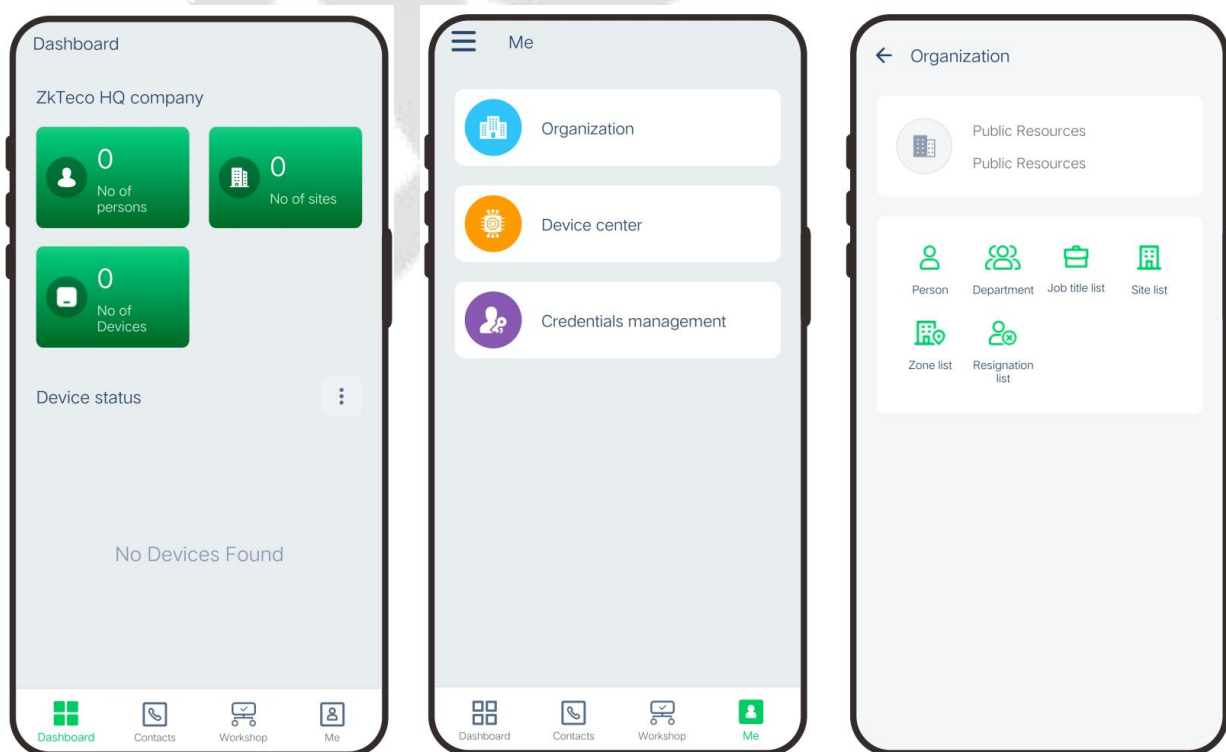 Dashboard
ZkTeco HQ company
0
No of
persons
0
No of sites
0
No of
Devices
Device status
No Devices Found
Dashboard
Contacts
Workshop
Me
Me
Organization
Device center
Credentials management
Dashboard
Contacts
Workshop
Me
Organization
Public Resources
Public Resources
Person
Department
Job title list
Site list
Zone list
Resignation
list